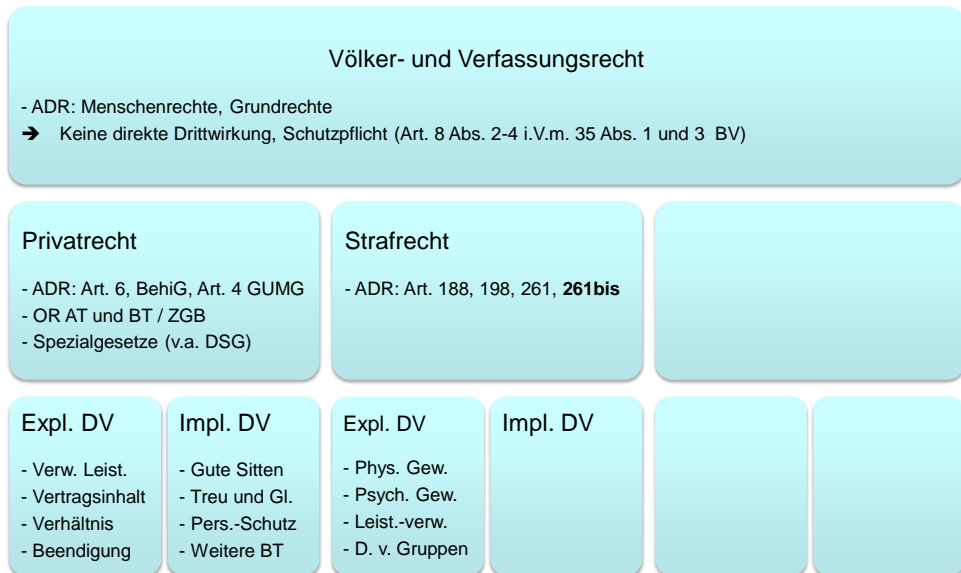 Völker- und Verfassungsrecht
- ADR: Menschenrechte, Grundrechte
➔ Keine direkte Drittwirkung, Schutzpflicht (Art. 8 Abs. 2-4 i.V.m. 35 Abs. 1 und 3 BV)
Privatrecht
- ADR: Art. 6, BehiG, Art. 4 GUMG
- OR AT und BT / ZGB
- Spezialgesetze (v.a. DSG)
Strafrecht
- ADR: Art. 188, 198, 261, 261bis
Expl. DV
- Verw. Leist.
- Vertragsinhalt
- Verhältnis
- Beendigung
Impl. DV
- Gute Sitten
- Treu und Gl.
- Pers.-Schutz
- Weitere BT
Expl. DV
- Phys. Gew.
- Psych. Gew.
- Leist.-verw.
- D. v. Gruppen
Impl. DV